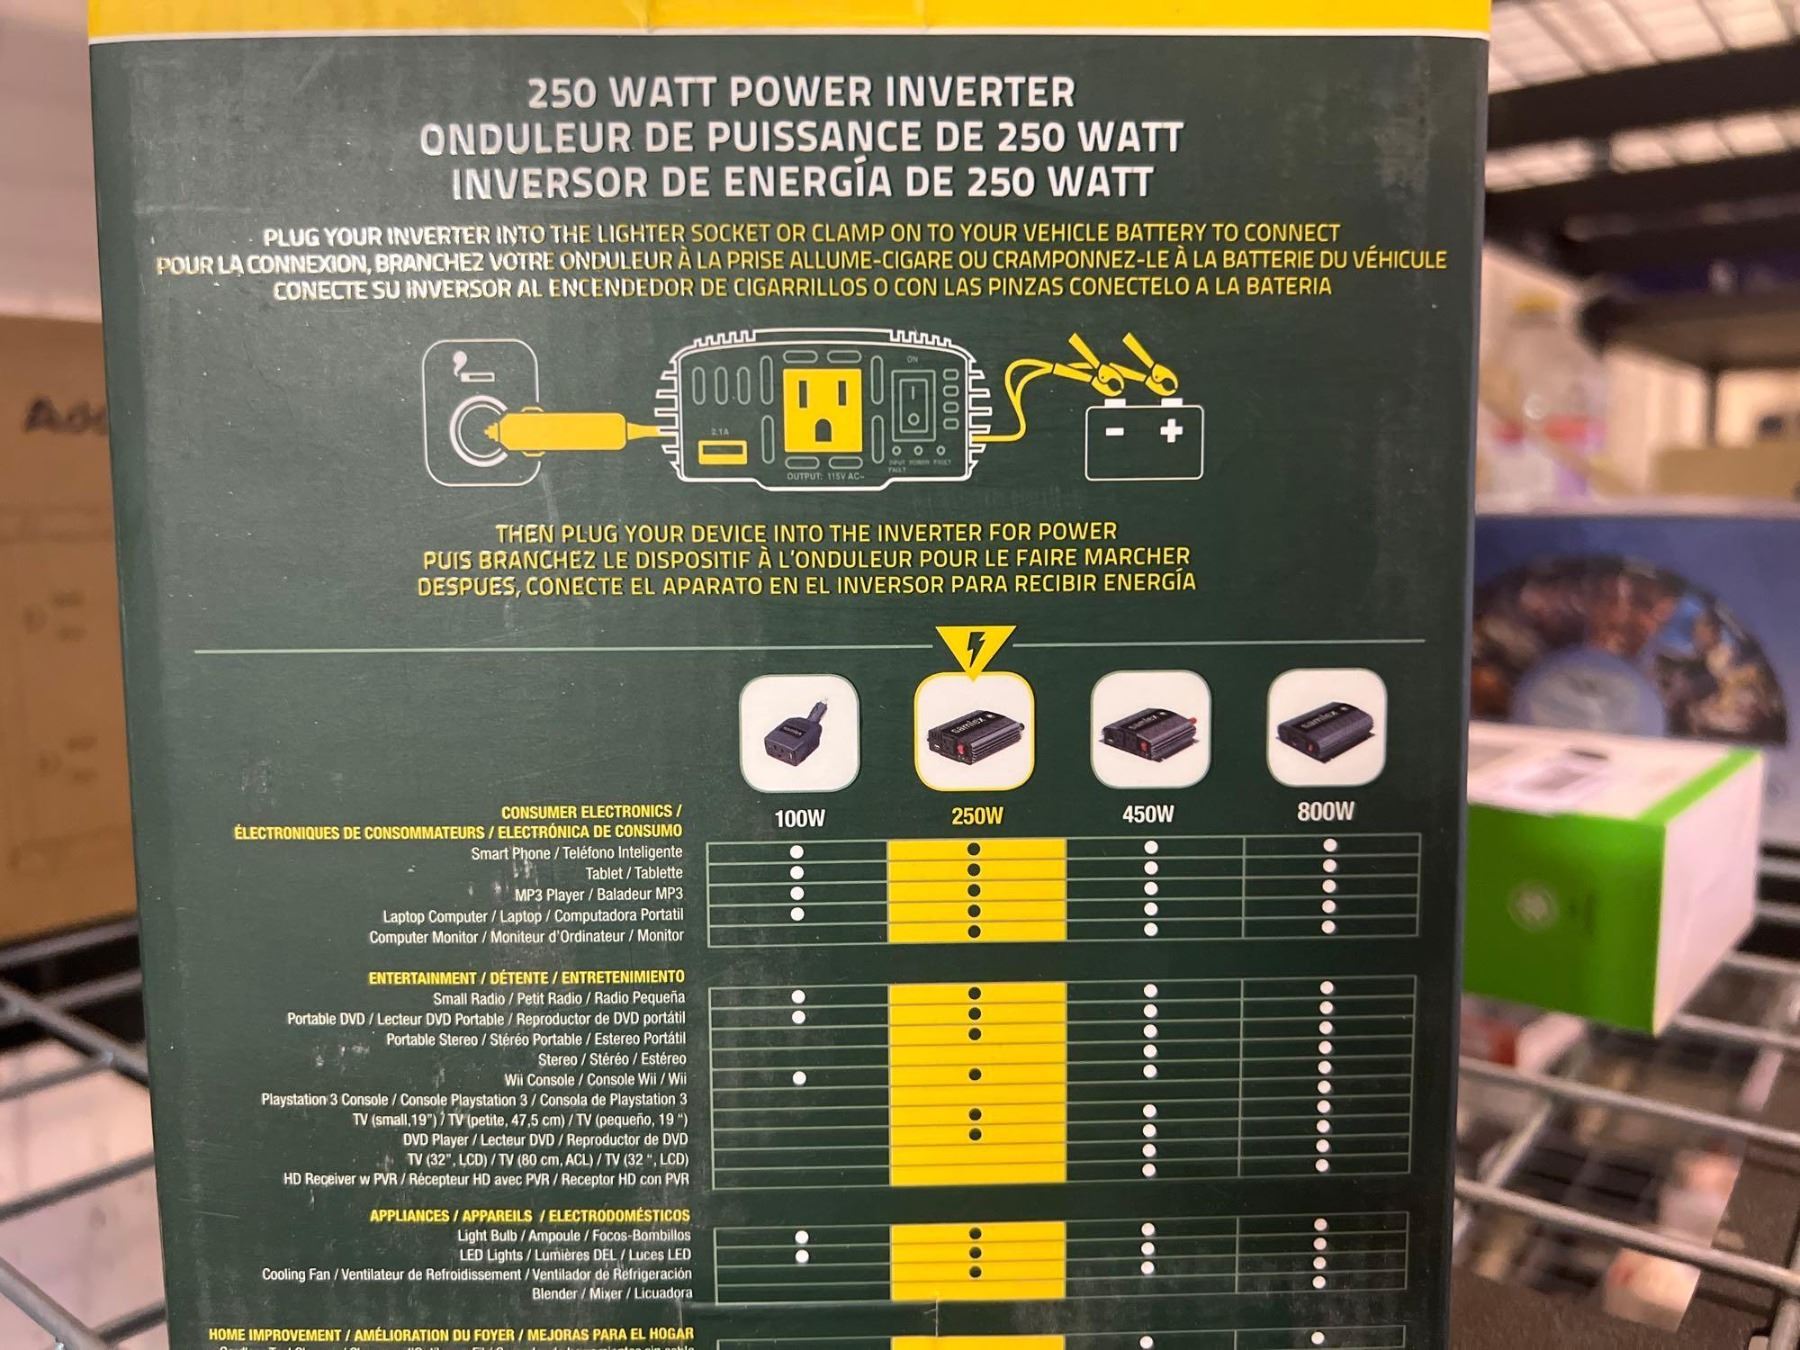 250 WATT POWER INVERTER
ONDULEUR DE PUISSANCE DE 250 WATT
INVERSOR DE ENERGÍA DE 250 WATT
PLUG YOUR INVERTER INTO THE LIGHTER SOCKET OR CLAMP ON TO YOUR VEHICLE BATTERY TO CONNECT
POUR LA CONNEXION, BRANCHEZ VOTRE ONDULEUR À LA PRISE ALLUME-CIGARE OU CRAMPONNEZ-LE À LA BATTERIE DU VÉHICULE
CONECTE SU INVERSOR AL ENCENDEDOR DE CIGARRILLOS O CON LAS PINZAS CONECTELO A LA BATERIA
ON
2.1A
INPUT POWER FAULT
FAULT
OUTPUT: 115V AC~
- +
THEN PLUG YOUR DEVICE INTO THE INVERTER FOR POWER
PUIS BRANCHEZ LE DISPOSITIF À L'ONDULEUR POUR LE FAIRE MARCHER
DESPUES, CONECTE EL APARATO EN EL INVERSOR PARA RECIBIR ENERGÍA
samlex samlex samlex
100W 250W 450W 800W
CONSUMER ELECTRONICS /
ÉLECTRONIQUES DE CONSOMMATEURS / ELECTRÓNICA DE CONSUMO
Smart Phone / Teléfono Inteligente
Tablet / Tablette
MP3 Player / Baladeur MP3
Laptop Computer / Laptop / Computadora Portatil
Computer Monitor / Moniteur d'Ordinateur / Monitor
ENTERTAINMENT / DÉTENTE / ENTRETENIMIENTO
Small Radio / Petit Radio / Radio Pequeña
Portable DVD / Lecteur DVD Portable / Reproductor de DVD portátil
Portable Stereo / Stéréo Portable / Estereo Portátil
Stereo / Stéréo / Estéreo
Wii Console / Console Wii / Wii
Playstation 3 Console / Console Playstation 3 / Consola de Playstation 3
TV (small,19") / TV (petite, 47,5 cm) / TV (pequeño, 19 ")
DVD Player / Lecteur DVD / Reproductor de DVD
TV (32", LCD) / TV (80 cm, ACL) / TV (32 ", LCD)
HD Receiver w PVR / Récepteur HD avec PVR / Receptor HD con PVR
APPLIANCES / APPAREILS / ELECTRODOMÉSTICOS
Light Bulb / Ampoule / Focos-Bombillos
LED Lights / Lumières DEL / Luces LED
Cooling Fan / Ventilateur de Refroidissement / Ventilador de Refrigeración
Blender / Mixer / Licuadora
HOME IMPROVEMENT / AMÉLIORATION DU FOYER / MEJORAS PARA EL HOGAR